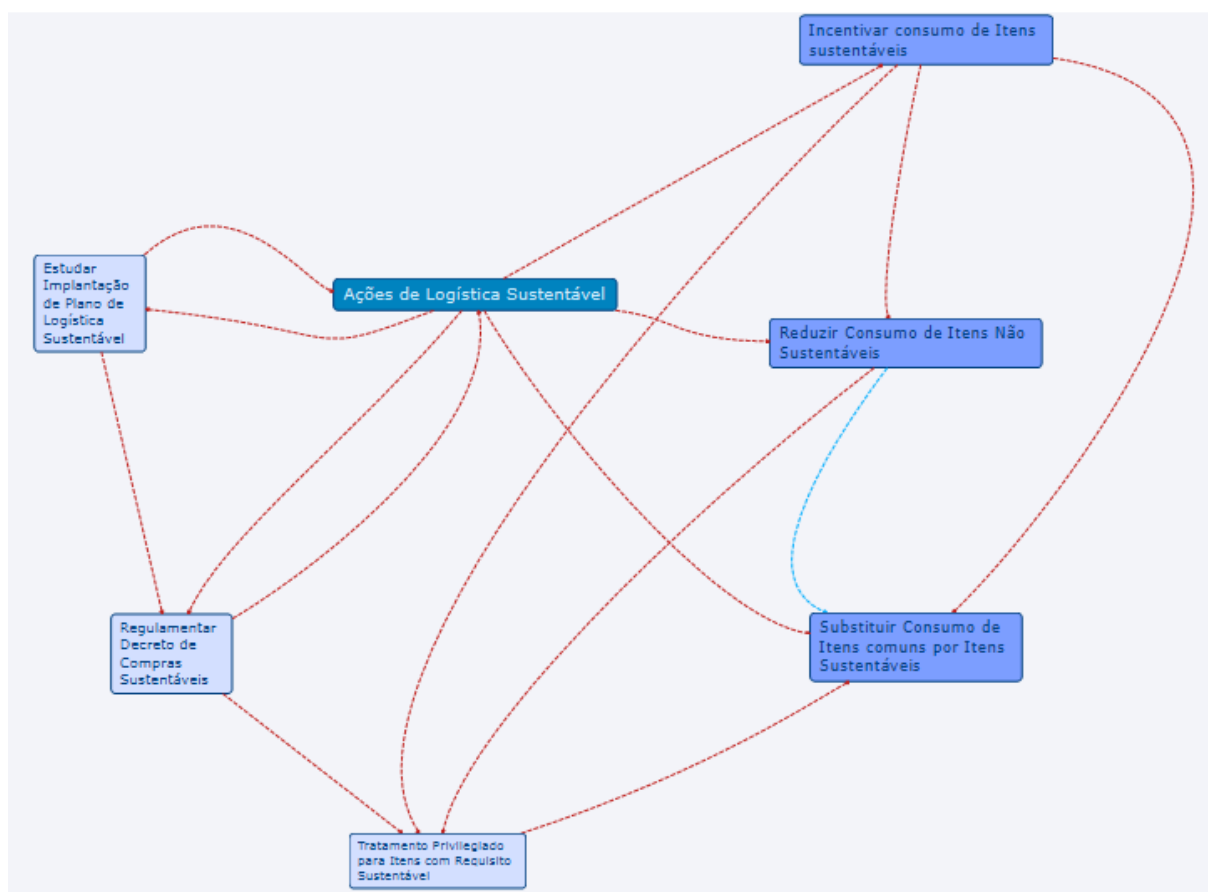 Incentivar consumo de Itens
sustentáveis
Estudar
Implantação
de Plano de
Logística
Sustentável
Ações de Logística Sustentável
Reduzir Consumo de Itens Não
Sustentáveis
Regulamentar
Decreto de
Compras
Sustentáveis
Substituir Consumo de
Itens comuns por Itens
Sustentáveis
Tratamento Privilegiado
para Itens com Requisito
Sustentável